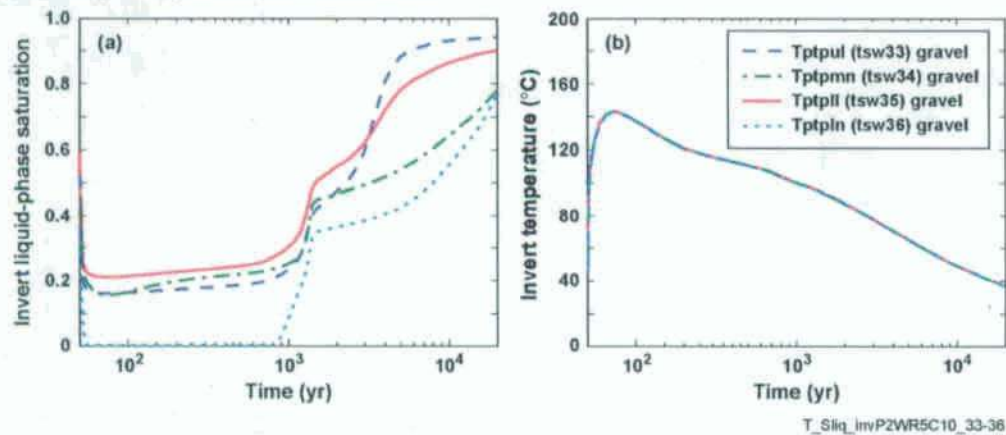 (a)
Invert liquid-phase saturation
1.0
0.8
0.6
0.4
0.2
0
10²
10³
10⁴
Time (yr)
(b)
Invert temperature (°C)
200
160
120
80
40
0
10²
10³
10⁴
Time (yr)
Tptpul (tsw33) gravel
Tptpmn (tsw34) gravel
Tptpll (tsw35) gravel
Tptpln (tsw36) gravel
T_Sliq_invP2WR5C10_33-36